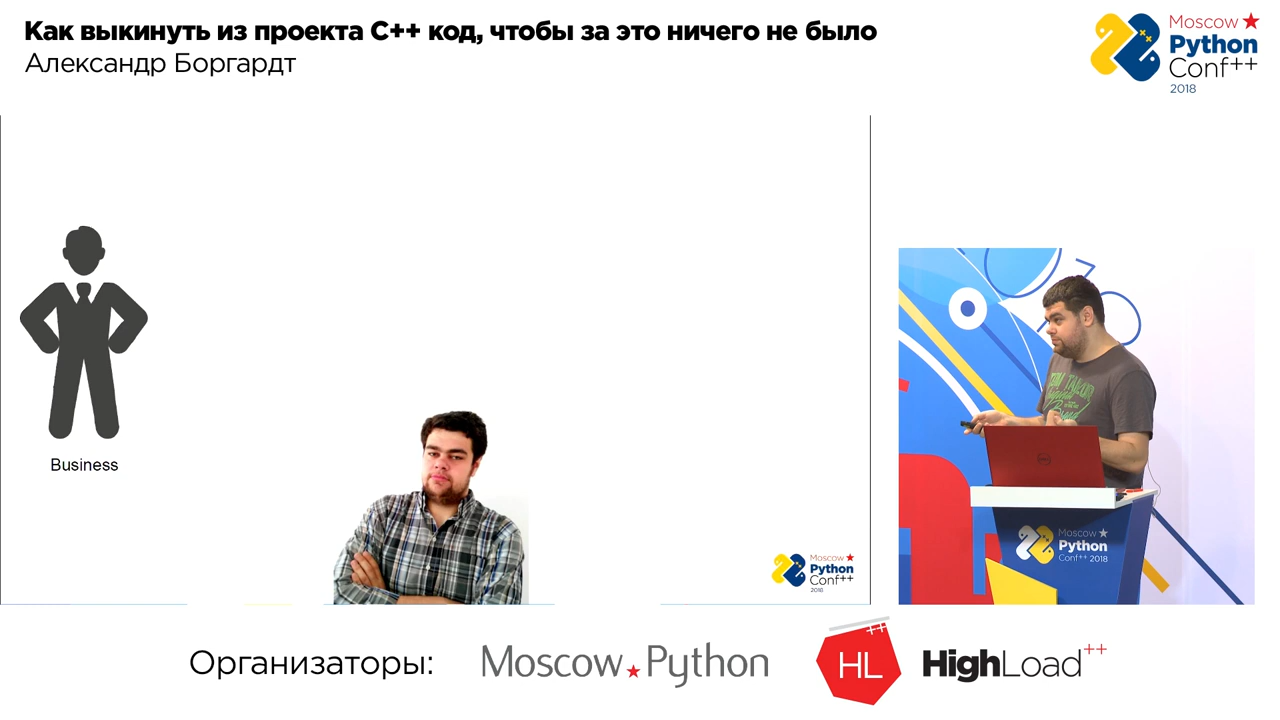 Как выкинуть из проекта C++ код, чтобы за это ничего не было
Александр Боргардт
Moscow
Python
Conf++
2018
Business
Moscow
Python
Conf++
2018
Moscow
Python
Conf++ 2018
Организаторы:
Moscow Python
HL++
HighLoad++